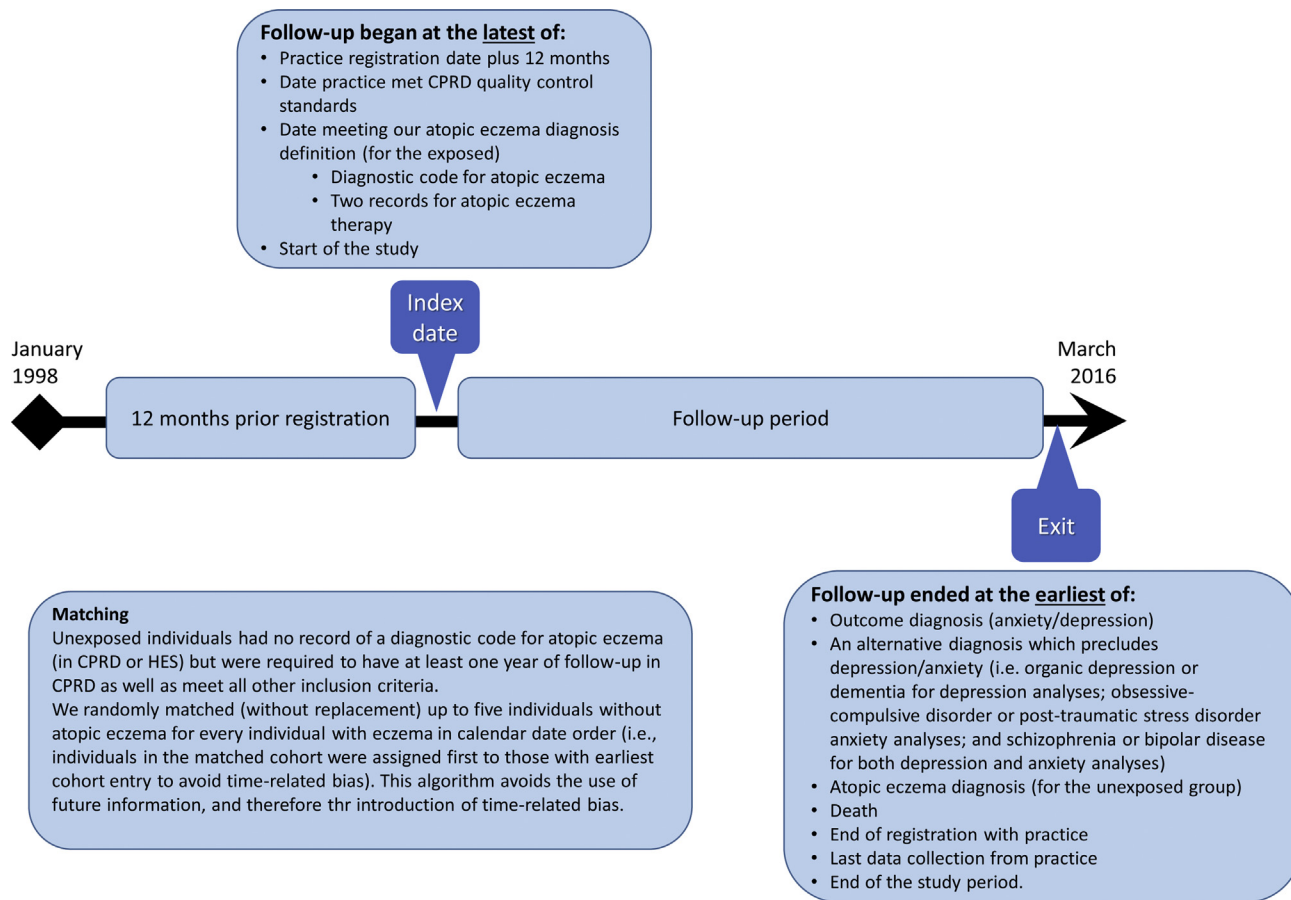 Follow-up began at the latest of:
• Practice registration date plus 12 months
• Date practice met CPRD quality control
standards
• Date meeting our atopic eczema diagnosis
definition (for the exposed)
• Diagnostic code for atopic eczema
• Two records for atopic eczema
therapy
• Start of the study
Index
date
January
1998
March
2016
12 months prior registration
Follow-up period
Exit
Matching
Unexposed individuals had no record of a diagnostic code for atopic eczema
(in CPRD or HES) but were required to have at least one year of follow-up in
CPRD as well as meet all other inclusion criteria.
We randomly matched (without replacement) up to five individuals without
atopic eczema for every individual with eczema in calendar date order (i.e.,
individuals in the matched cohort were assigned first to those with earliest
cohort entry to avoid time-related bias). This algorithm avoids the use of
future information, and therefore thr introduction of time-related bias.
Follow-up ended at the earliest of:
• Outcome diagnosis (anxiety/depression)
• An alternative diagnosis which precludes
depression/anxiety (i.e. organic depression or
dementia for depression analyses; obsessive-
compulsive disorder or post-traumatic stress disorder
anxiety analyses; and schizophrenia or bipolar disease
for both depression and anxiety analyses)
• Atopic eczema diagnosis (for the unexposed group)
• Death
• End of registration with practice
• Last data collection from practice
• End of the study period.